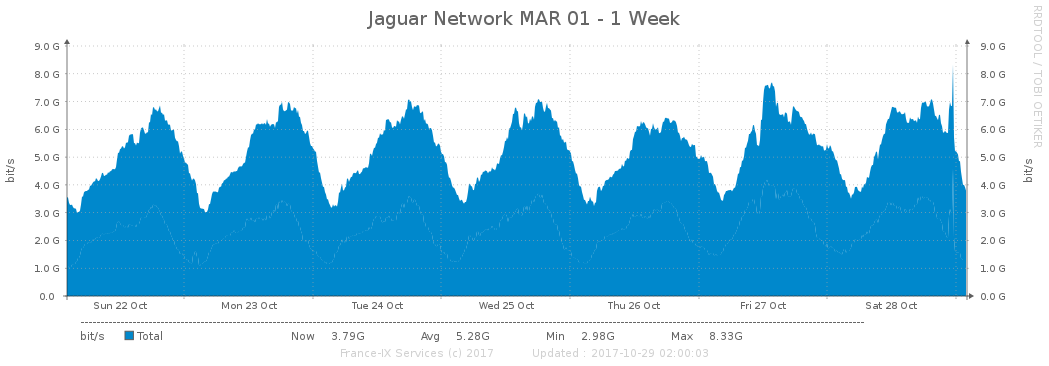 Jaguar Network MAR 01 - 1 Week
RRDTOOL / TOBI OETIKER
bit/s
9.0 G 9.0 G
8.0 G 8.0 G
7.0 G 7.0 G
6.0 G 6.0 G
5.0 G 5.0 G
4.0 G 4.0 G
3.0 G 3.0 G
2.0 G 2.0 G
1.0 G 1.0 G
0.0 0.0 G
bit/s
Sun 22 Oct Mon 23 Oct Tue 24 Oct Wed 25 Oct Thu 26 Oct Fri 27 Oct Sat 28 Oct
bit/s Total Now 3.79G Avg 5.28G Min 2.98G Max 8.33G
France-IX Services (c) 2017 Updated : 2017-10-29 02:00:03